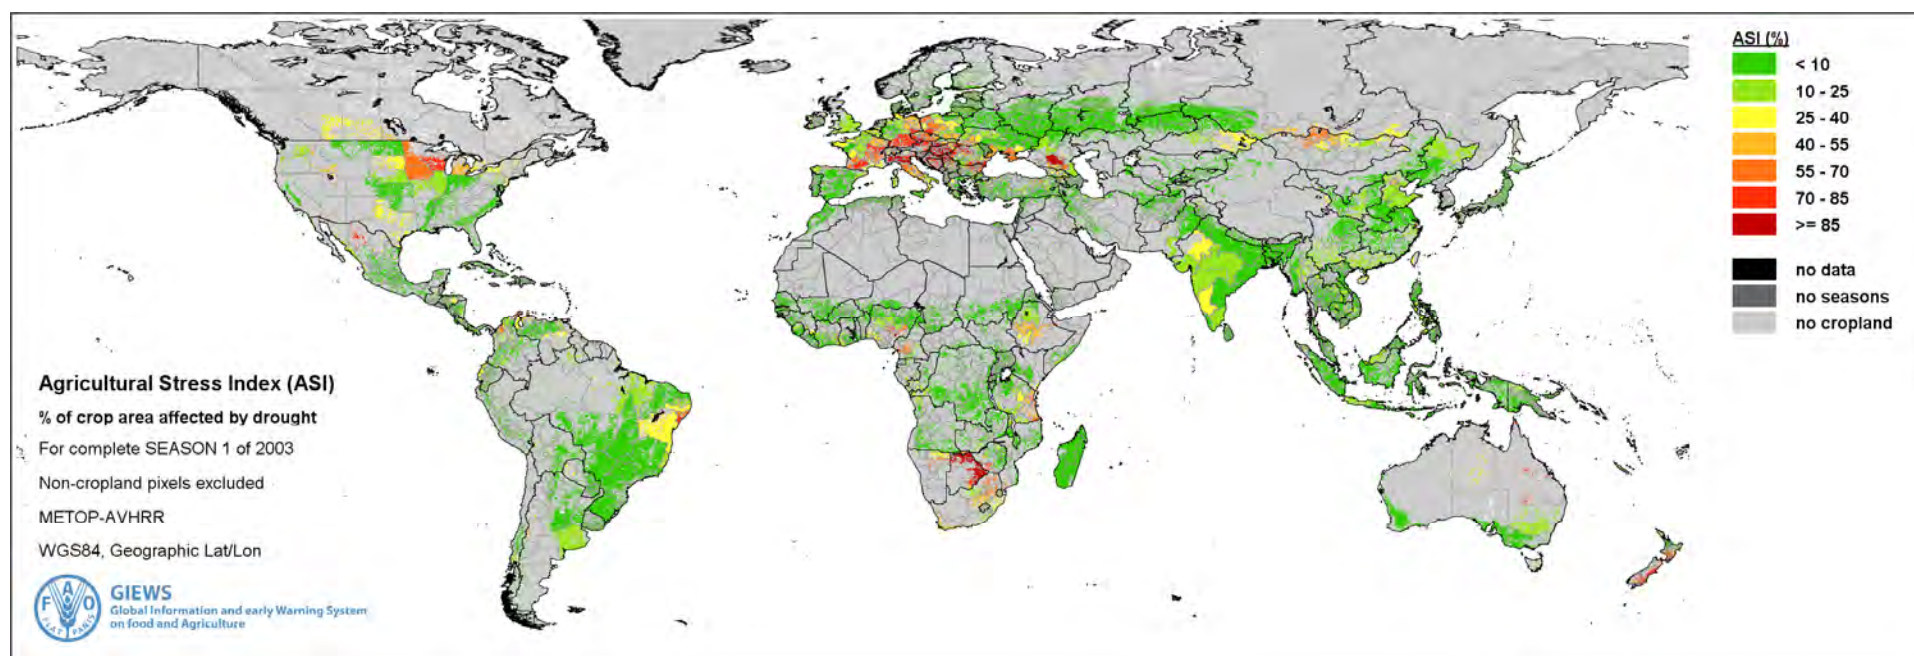 ASI (%)
< 10
10 - 25
25 - 40
40 - 55
55 - 70
70 - 85
>= 85
no data
no seasons
no cropland
Agricultural Stress Index (ASI)
% of crop area affected by drought
For complete SEASON 1 of 2003
Non-cropland pixels excluded
METOP-AVHRR
WGS84, Geographic Lat/Lon
F A O
FIAT PANIS
GIEWS
Global Information and early Warning System
on food and Agriculture